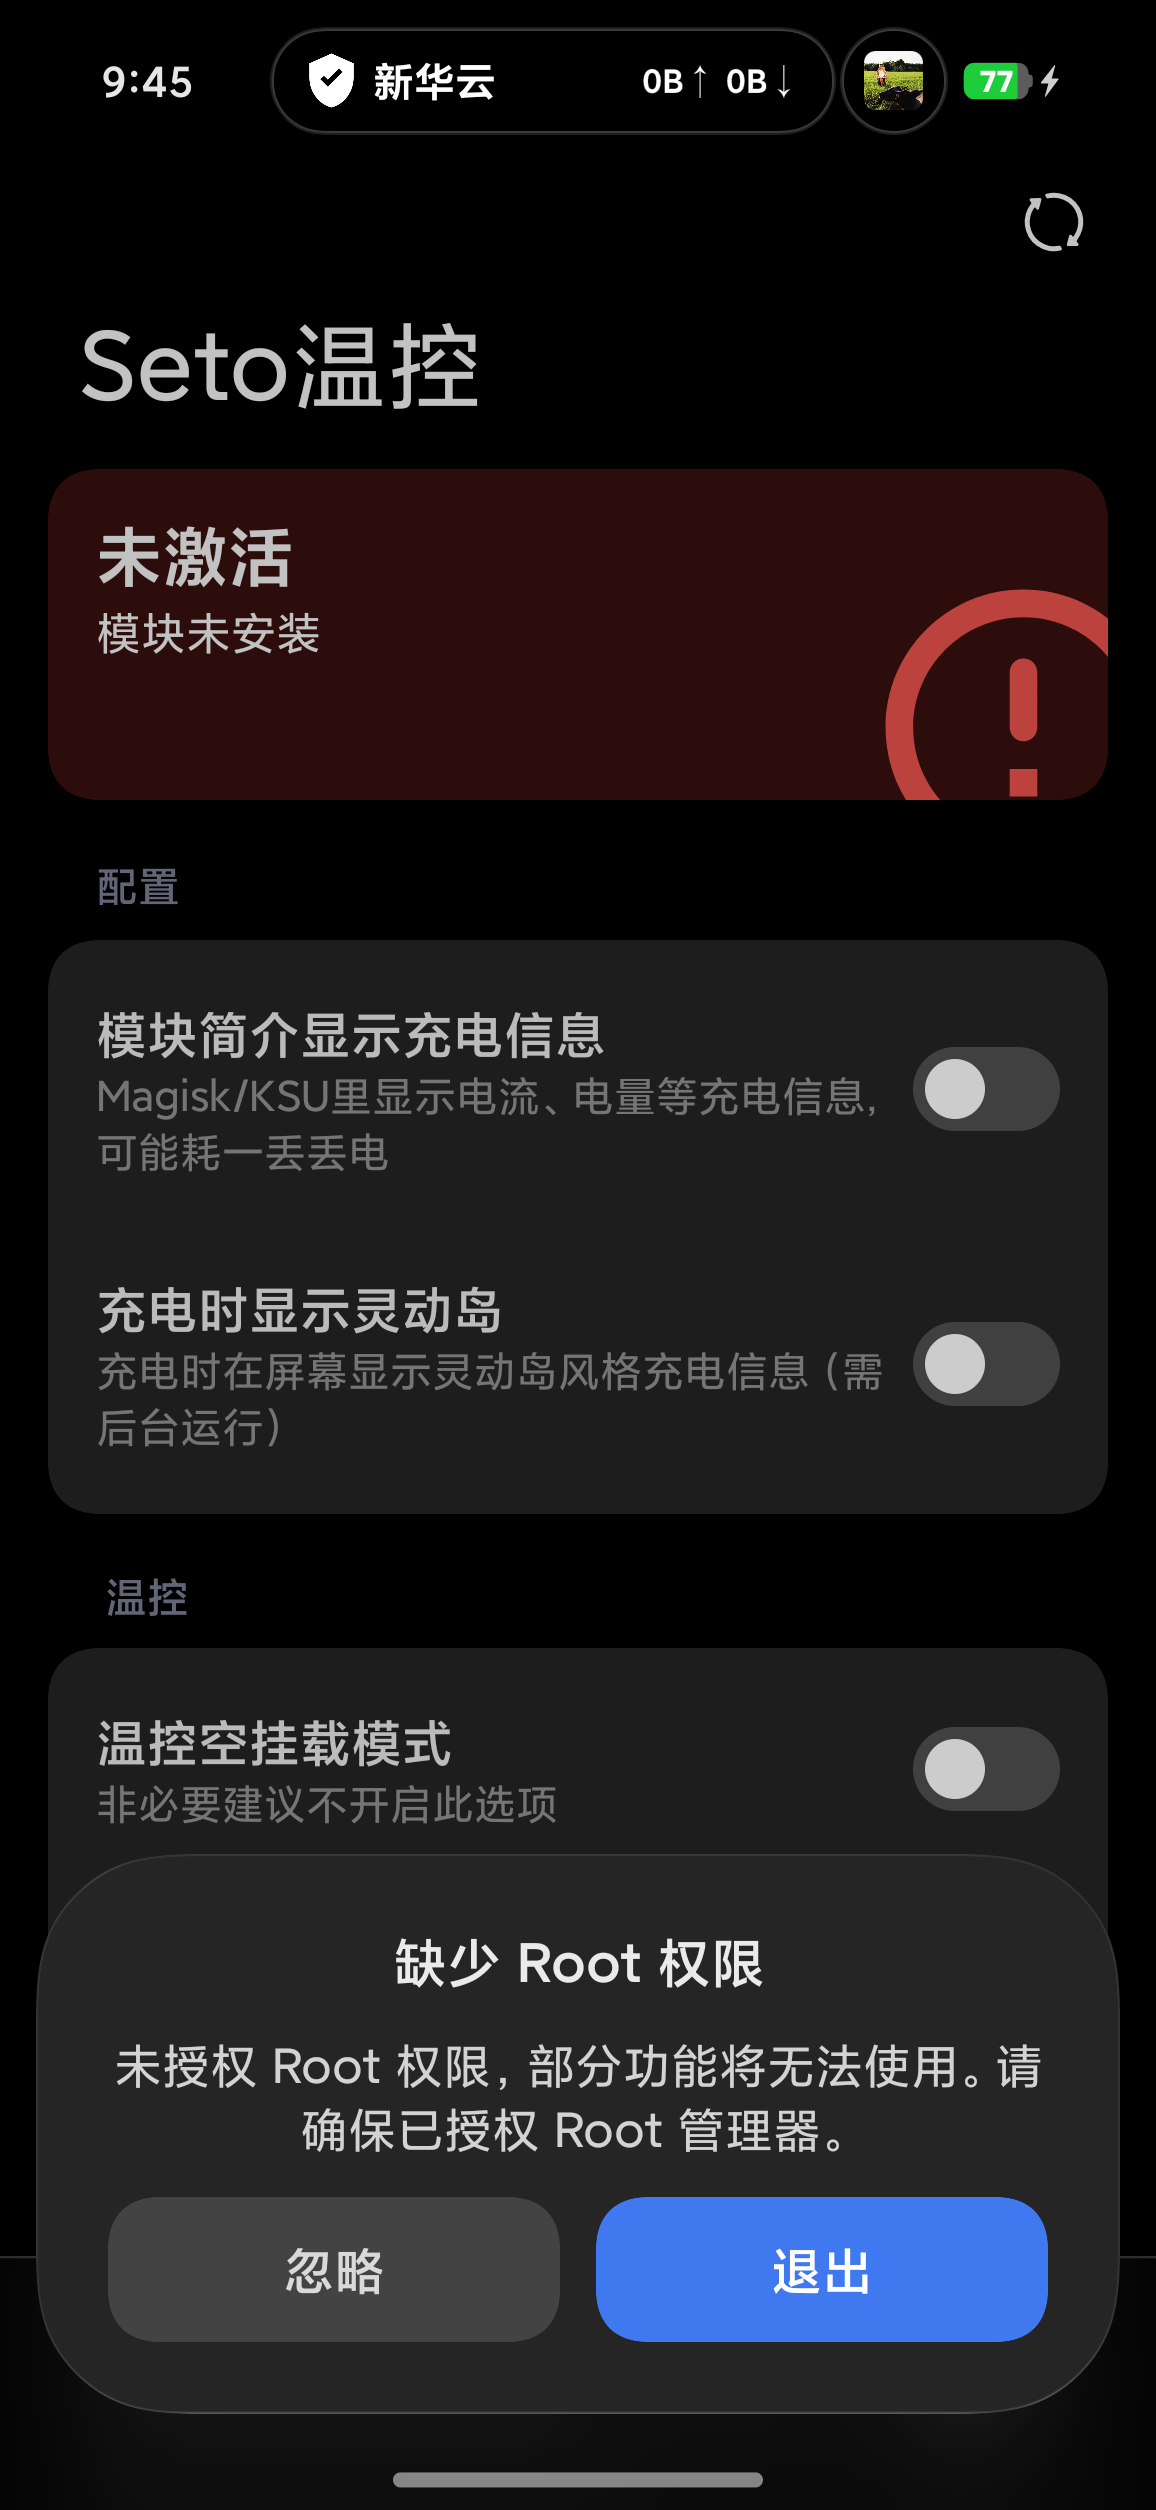 9:45
新华云
0B↑ 0B↓
77
Seto温控
未激活
模块未安装
配置
模块简介显示充电信息
Magisk/KSU里显示电流、电量等充电信息，
可能耗一丢丢电
充电时显示灵动岛
充电时在屏幕显示灵动岛风格充电信息（需
后台运行）
温控
温控空挂载模式
非必要建议不开启此选项
缺少 Root 权限
未授权 Root 权限，部分功能将无法使用。请
确保已授权 Root 管理器。
忽略
退出